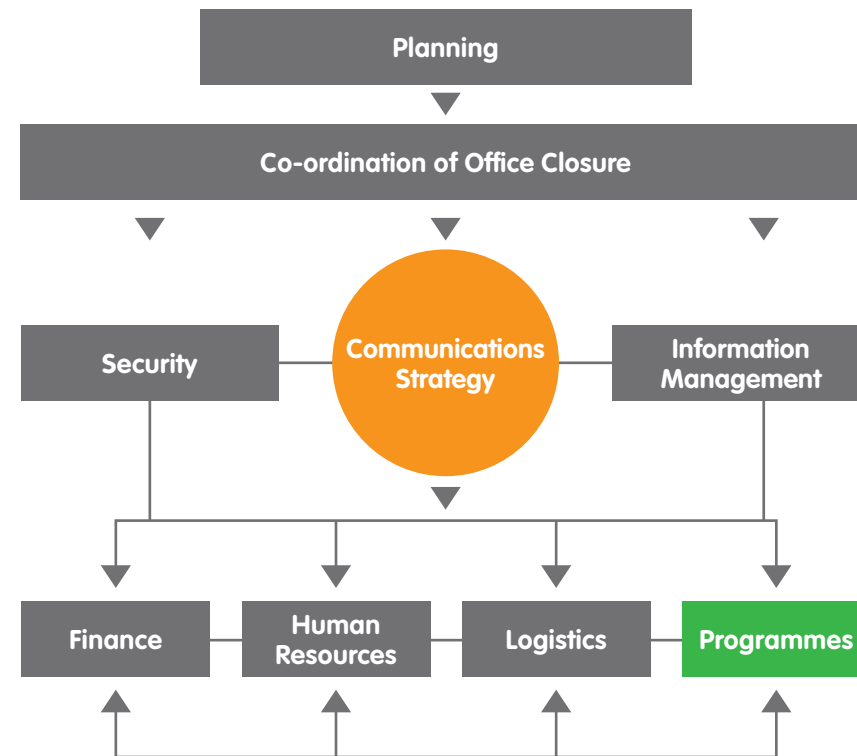 Planning
Co-ordination of Office Closure
Security
Communications
Strategy
Information
Management
Finance
Human
Resources
Logistics
Programmes